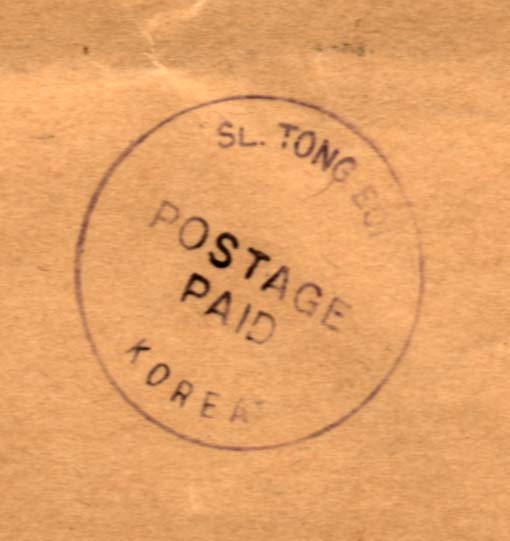 SL. TONG
POSTAGE
PAID
KOREA